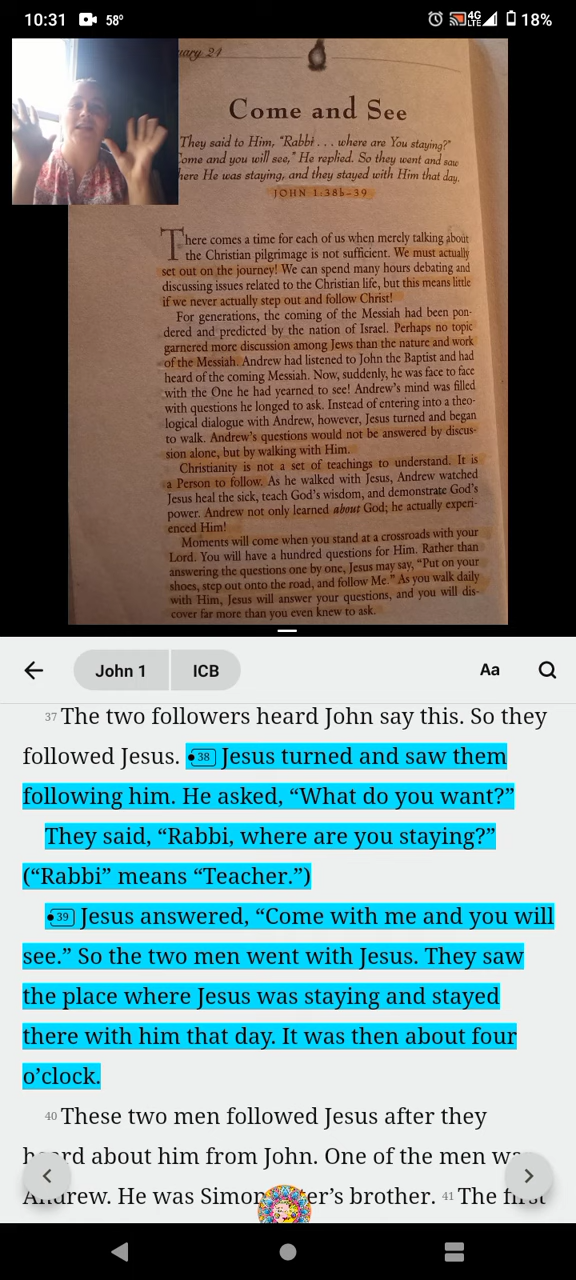 10:31 58° 4G LTE 18%
uary 24
Come and See
They said to Him, “Rabbi . . . where are You staying?”
Come and you will see,” He replied. So they went and saw
here He was staying, and they stayed with Him that day.
JOHN 1:38b–39
There comes a time for each of us when merely talking about
the Christian pilgrimage is not sufficient. We must actually
set out on the journey! We can spend many hours debating and
discussing issues related to the Christian life, but this means little
if we never actually step out and follow Christ!
For generations, the coming of the Messiah had been pon-
dered and predicted by the nation of Israel. Perhaps no topic
garnered more discussion among Jews than the nature and work
of the Messiah. Andrew had listened to John the Baptist and had
heard of the coming Messiah. Now, suddenly, he was face to face
with the One he had yearned to see! Andrew’s mind was filled
with questions he longed to ask. Instead of entering into a theo-
logical dialogue with Andrew, however, Jesus turned and began
to walk. Andrew’s questions would not be answered by discus-
sion alone, but by walking with Him.
Christianity is not a set of teachings to understand. It is
a Person to follow. As he walked with Jesus, Andrew watched
Jesus heal the sick, teach God’s wisdom, and demonstrate God’s
power. Andrew not only learned about God; he actually experi-
enced Him!
Moments will come when you stand at a crossroads with your
Lord. You will have a hundred questions for Him. Rather than
answering the questions one by one, Jesus may say, “Put on your
shoes, step out onto the road, and follow Me.” As you walk daily
with Him, Jesus will answer your questions, and you will dis-
cover far more than you even knew to ask.
John 1 ICB Aa
37 The two followers heard John say this. So they
followed Jesus. 38 Jesus turned and saw them
following him. He asked, “What do you want?”
They said, “Rabbi, where are you staying?”
(“Rabbi” means “Teacher.”)
39 Jesus answered, “Come with me and you will
see.” So the two men went with Jesus. They saw
the place where Jesus was staying and stayed
there with him that day. It was then about four
o’clock.
40 These two men followed Jesus after they
heard about him from John. One of the men was
Andrew. He was Simon Peter’s brother. 41 The first